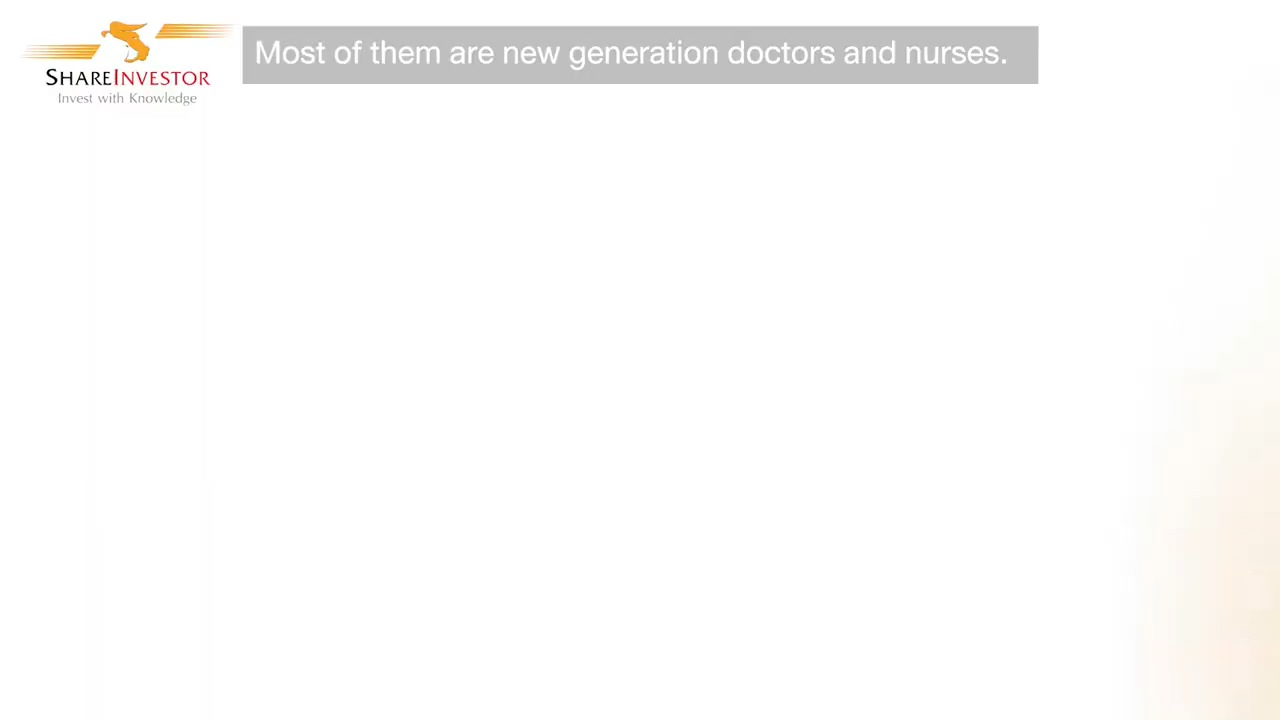 Most of them are new generation doctors and nurses.
SHAREINVESTOR
Invest with Knowledge